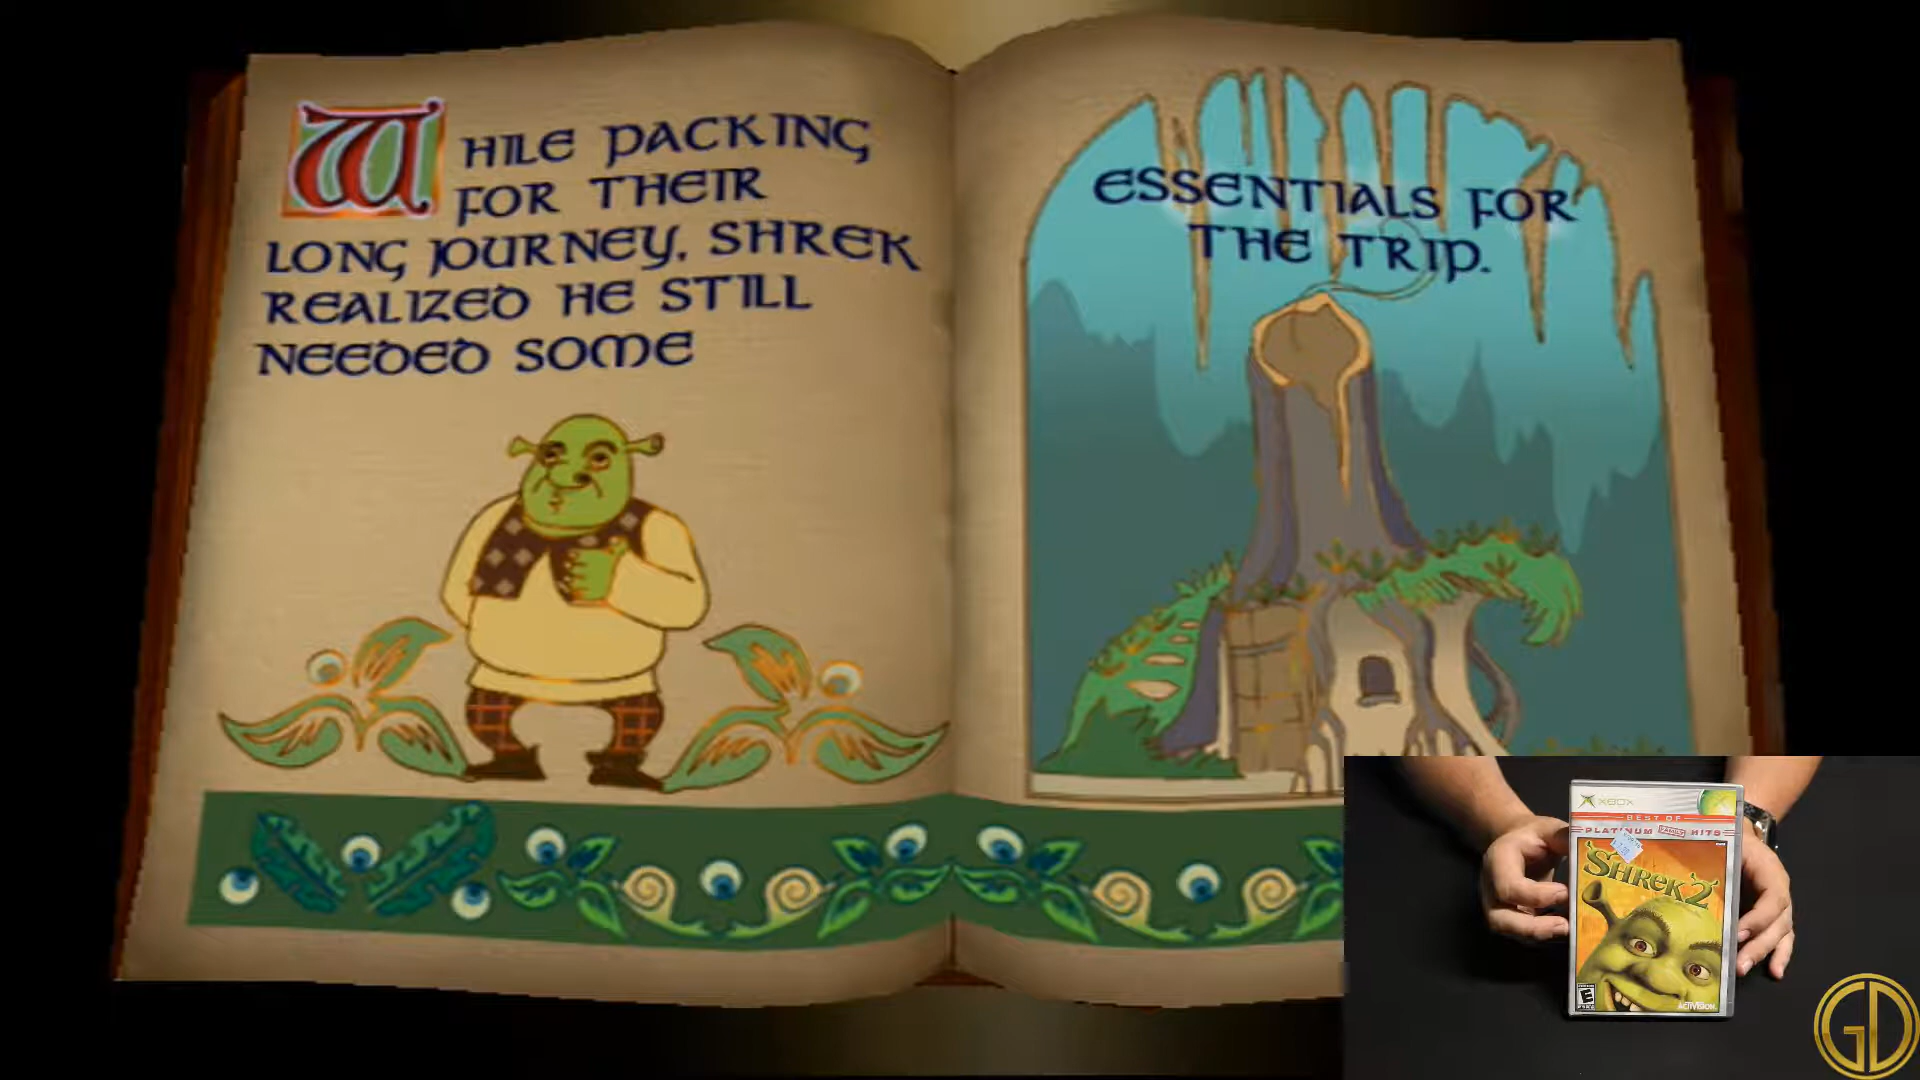 WHILE PACKING
FOR THEIR
LONG JOURNEY, SHREK
REALIZED HE STILL
NEEDED SOME
ESSENTIALS FOR
THE TRIP.
XBOX
BEST OF
PLATINUM FAMILY HITS
SHREK 2
E
ACTIVISION
GD